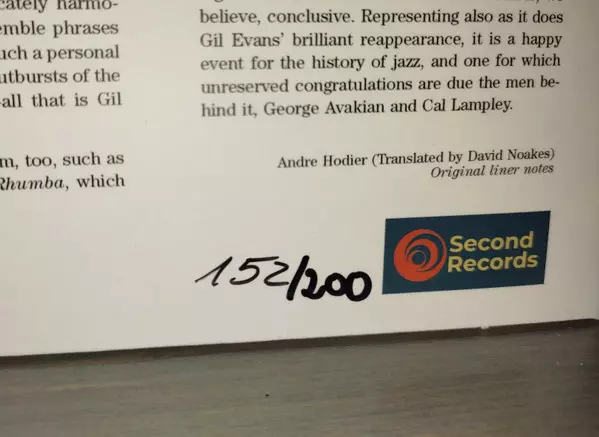 emble phrases
such a personal
utbursts of the
all that is Gil
m, too, such as
Rhumba, which
believe, conclusive. Representing also as it does
Gil Evans' brilliant reappearance, it is a happy
event for the history of jazz, and one for which
unreserved congratulations are due the men be-
hind it, George Avakian and Cal Lampley.
Andre Hodier (Translated by David Noakes)
Original liner notes
152/200
Second
Records